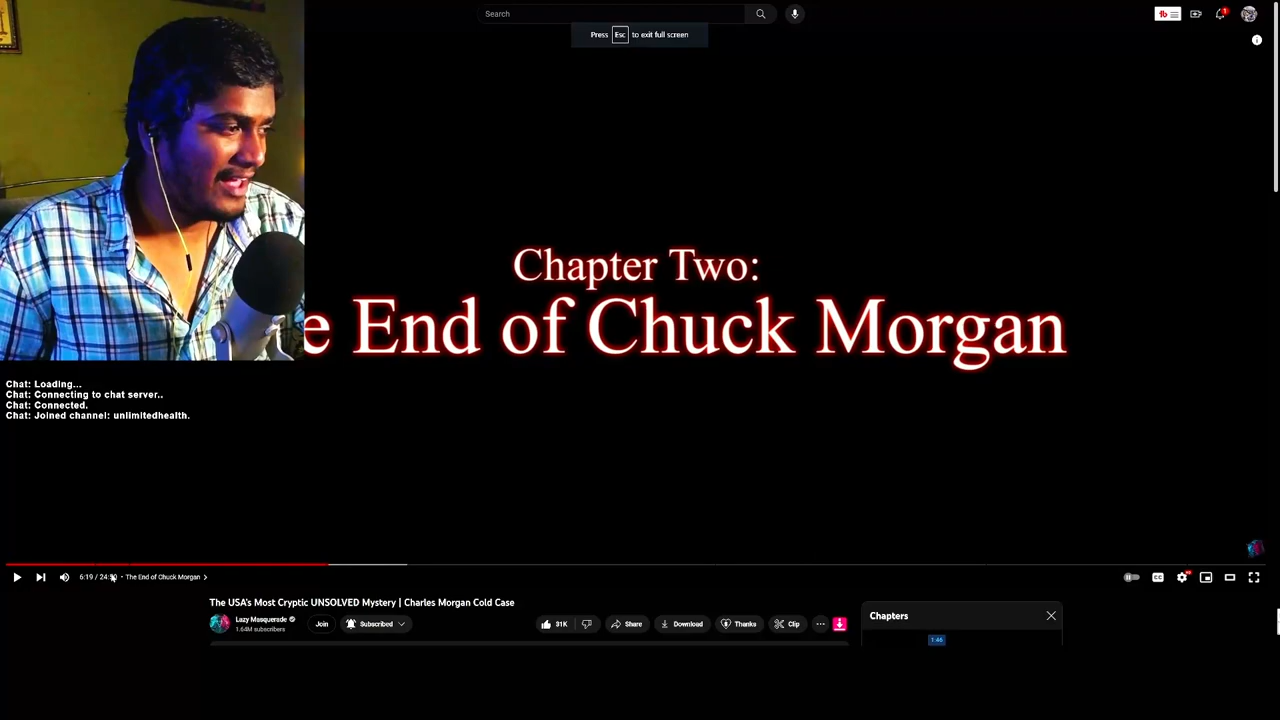 Search
Press Esc to exit full screen
Chapter Two:
e End of Chuck Morgan
Chat: Loading...
Chat: Connecting to chat server..
Chat: Connected.
Chat: Joined channel: unlimitedhealth.
6:19 / 24: • The End of Chuck Morgan >
The USA's Most Cryptic UNSOLVED Mystery | Charles Morgan Cold Case
Lazy Masquerade
1.64M subscribers
Join
Subscribed
31K
Share
Download
Thanks
Clip
Chapters
1:46